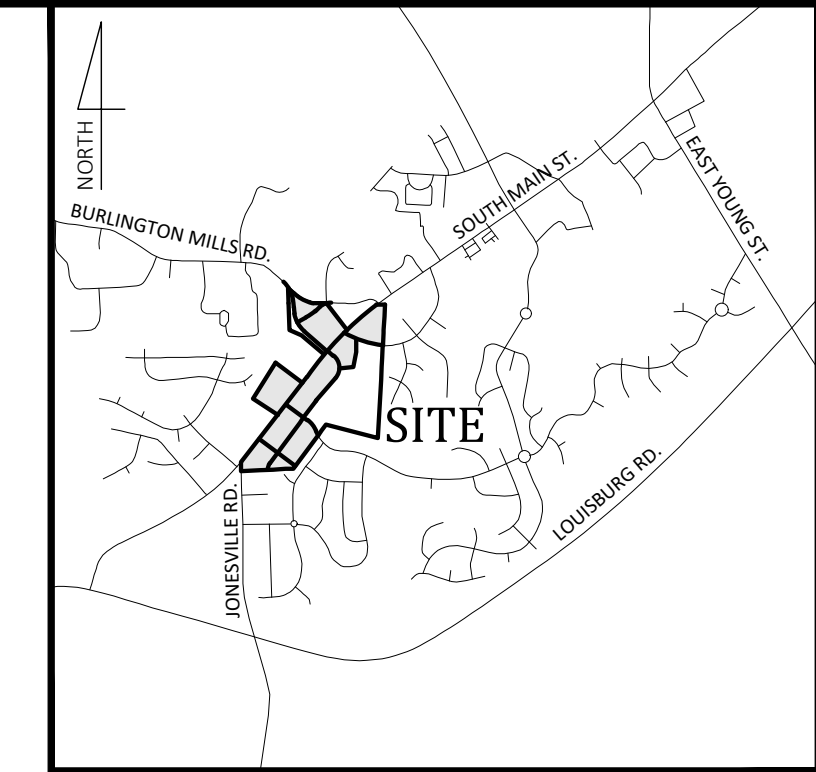 NORTH
BURLINGTON MILLS RD.
SOUTH MAIN ST.
EAST YOUNG ST.
SITE
LOUISBURG RD.
JONESVILLE RD.